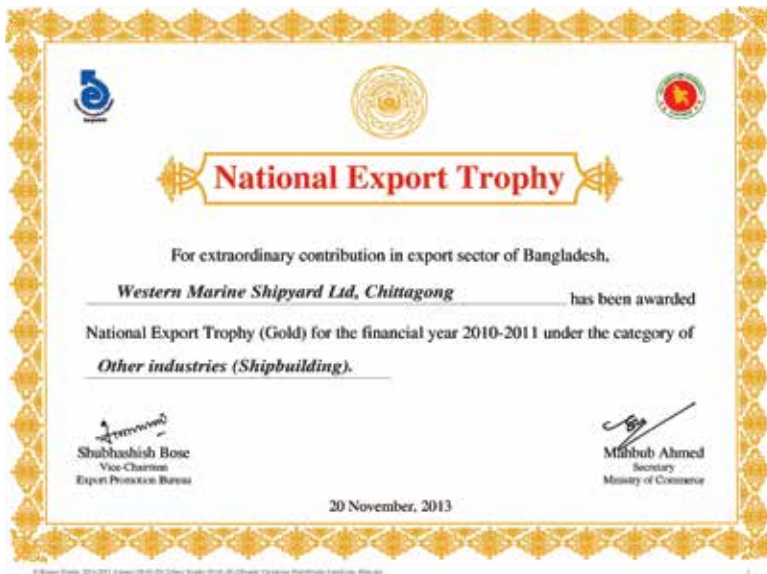 National Export Trophy
For extraordinary contribution in export sector of Bangladesh,
Western Marine Shipyard Ltd, Chittagong has been awarded
National Export Trophy (Gold) for the financial year 2010-2011 under the category of
Other industries (Shipbuilding).
Shubhashish Bose
Vice-Chairman
Export Promotion Bureau
Mahbub Ahmed
Secretary
Ministry of Commerce
20 November, 2013